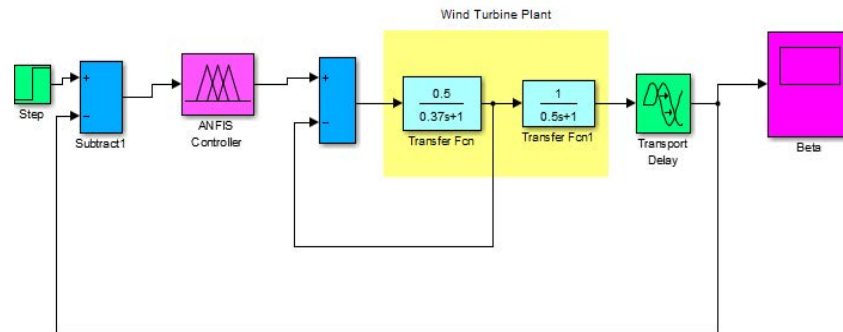 Wind Turbine Plant
Step
+
−
Subtract1
ANFIS
Controller
+
−
0.5
0.37s+1
Transfer Fcn
1
0.5s+1
Transfer Fcn1
Transport
Delay
Beta